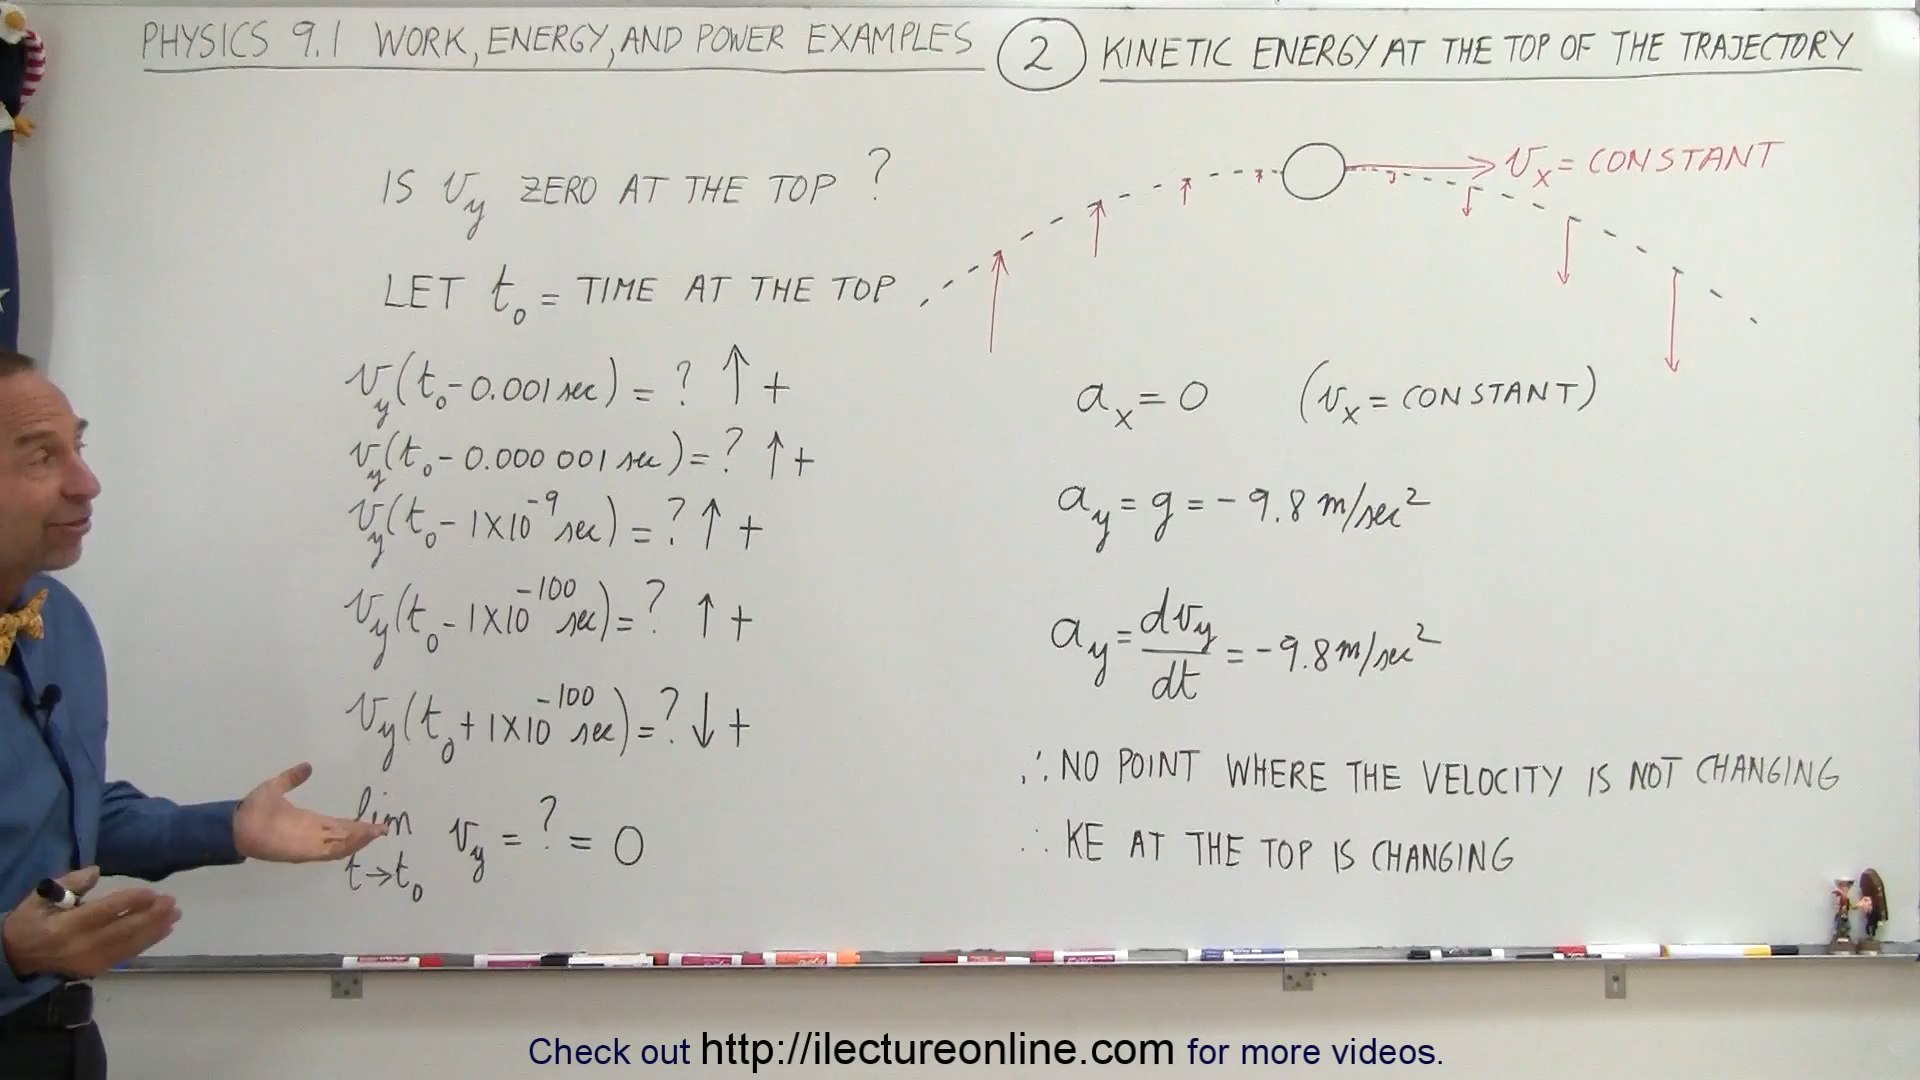 PHYSICS 9.1 WORK, ENERGY, AND POWER EXAMPLES 2 KINETIC ENERGY AT THE TOP OF THE TRAJECTORY
IS v_y ZERO AT THE TOP ?
LET t_0 = TIME AT THE TOP
v_y(t_0 - 0.001 sec) = ? ↑ +
v_y(t_0 - 0.000 001 sec) = ? ↑ +
v_y(t_0 - 1X10^-9 sec) = ? ↑ +
v_y(t_0 - 1X10^-100 sec) = ? ↑ +
v_y(t_0 + 1X10^-100 sec) = ? ↓ +
lim t→t_0 v_y = ? = 0
v_x = CONSTANT
a_x = 0 (v_x = CONSTANT)
a_y = g = -9.8 m/sec^2
a_y = dv_y/dt = -9.8 m/sec^2
∴ NO POINT WHERE THE VELOCITY IS NOT CHANGING
∴ KE AT THE TOP IS CHANGING
Check out http://ilectureonline.com for more videos.